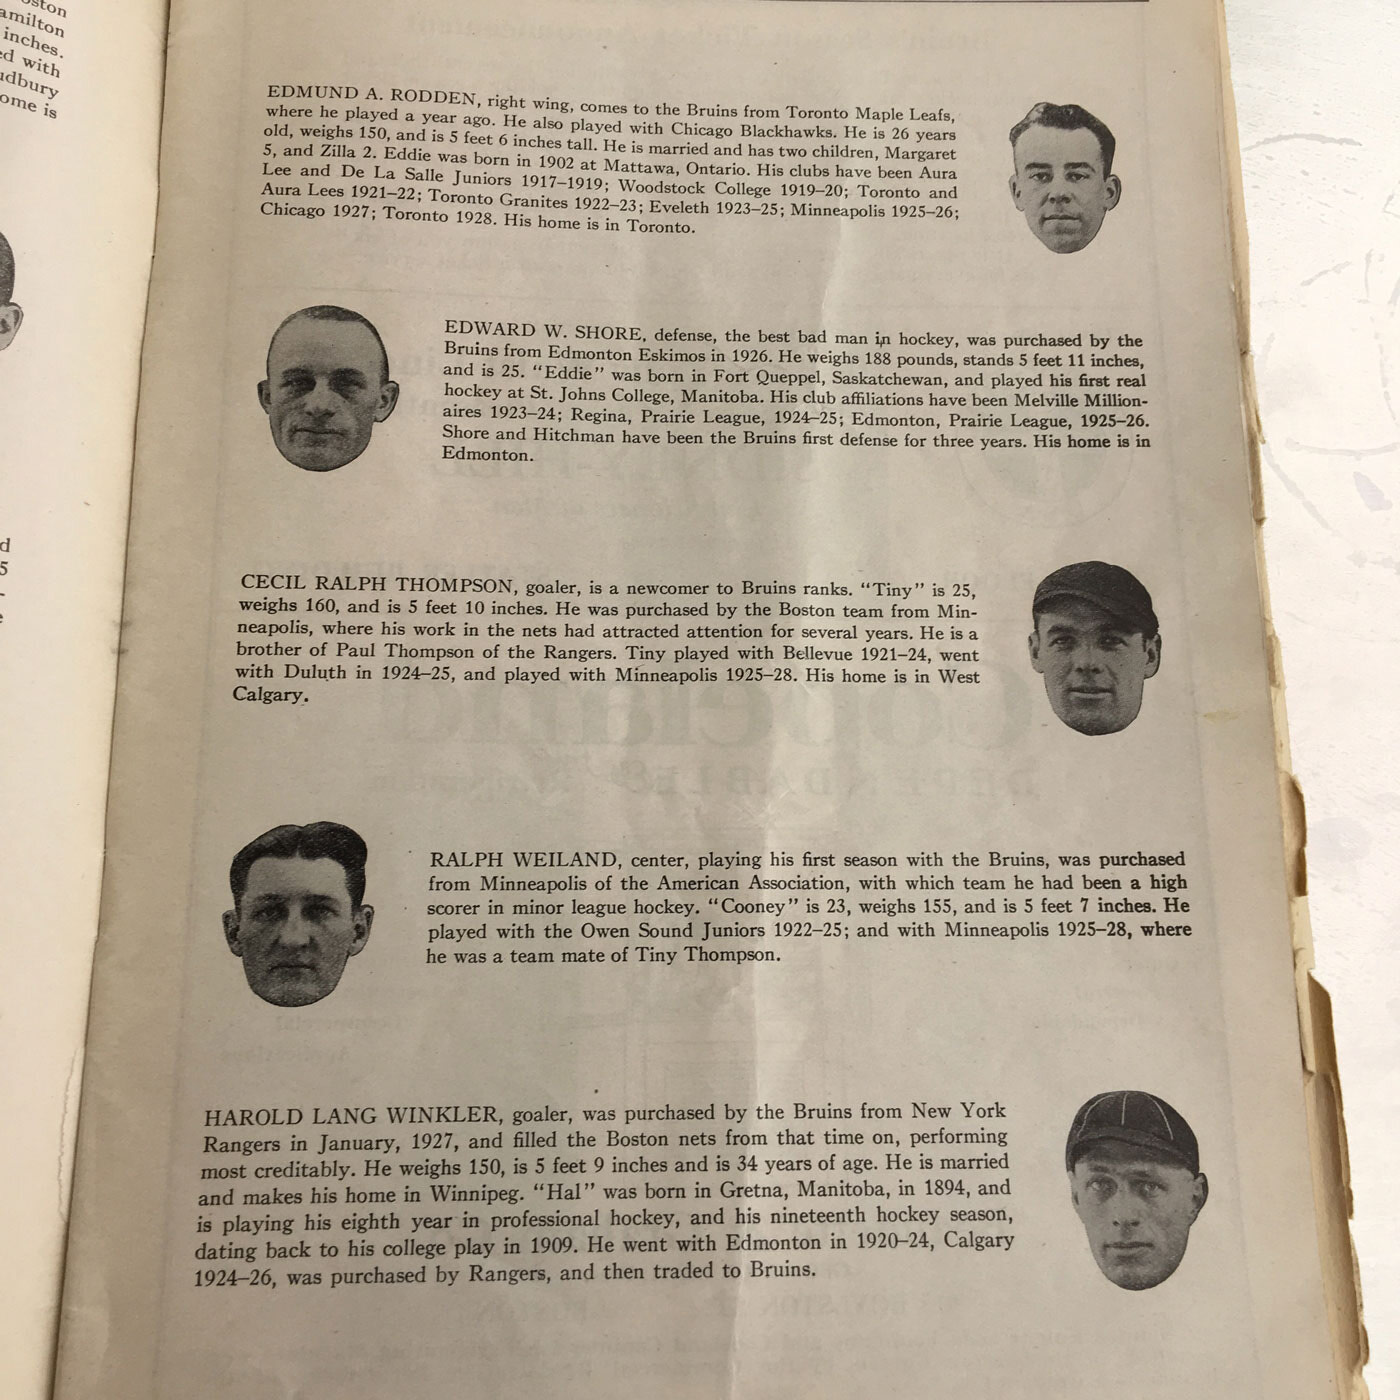 oston
amilton
inches.
ed with
udbury
ome is
d
5
EDMUND A. RODDEN, right wing, comes to the Bruins from Toronto Maple Leafs,
where he played a year ago. He also played with Chicago Blackhawks. He is 26 years
old, weighs 150, and is 5 feet 6 inches tall. He is married and has two children, Margaret
5, and Zilla 2. Eddie was born in 1902 at Mattawa, Ontario. His clubs have been Aura
Lee and De La Salle Juniors 1917–1919; Woodstock College 1919–20; Toronto and
Aura Lees 1921–22; Toronto Granites 1922–23; Eveleth 1923–25; Minneapolis 1925–26;
Chicago 1927; Toronto 1928. His home is in Toronto.
EDWARD W. SHORE, defense, the best bad man in hockey, was purchased by the
Bruins from Edmonton Eskimos in 1926. He weighs 188 pounds, stands 5 feet 11 inches,
and is 25. "Eddie" was born in Fort Queppel, Saskatchewan, and played his first real
hockey at St. Johns College, Manitoba. His club affiliations have been Melville Million-
aires 1923–24; Regina, Prairie League, 1924–25; Edmonton, Prairie League, 1925–26.
Shore and Hitchman have been the Bruins first defense for three years. His home is in
Edmonton.
CECIL RALPH THOMPSON, goaler, is a newcomer to Bruins ranks. "Tiny" is 25,
weighs 160, and is 5 feet 10 inches. He was purchased by the Boston team from Min-
neapolis, where his work in the nets had attracted attention for several years. He is a
brother of Paul Thompson of the Rangers. Tiny played with Bellevue 1921–24, went
with Duluth in 1924–25, and played with Minneapolis 1925–28. His home is in West
Calgary.
RALPH WEILAND, center, playing his first season with the Bruins, was purchased
from Minneapolis of the American Association, with which team he had been a high
scorer in minor league hockey. "Cooney" is 23, weighs 155, and is 5 feet 7 inches. He
played with the Owen Sound Juniors 1922–25; and with Minneapolis 1925–28, where
he was a team mate of Tiny Thompson.
HAROLD LANG WINKLER, goaler, was purchased by the Bruins from New York
Rangers in January, 1927, and filled the Boston nets from that time on, performing
most creditably. He weighs 150, is 5 feet 9 inches and is 34 years of age. He is married
and makes his home in Winnipeg. "Hal" was born in Gretna, Manitoba, in 1894, and
is playing his eighth year in professional hockey, and his nineteenth hockey season,
dating back to his college play in 1909. He went with Edmonton in 1920–24, Calgary
1924–26, was purchased by Rangers, and then traded to Bruins.